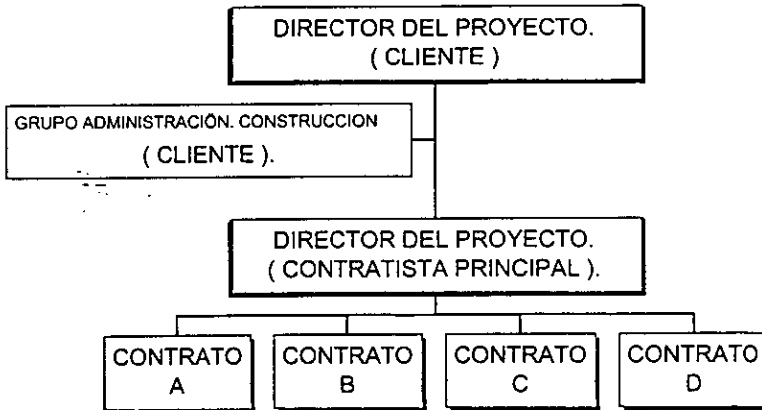 DIRECTOR DEL PROYECTO.
( CLIENTE )
GRUPO ADMINISTRACIÓN. CONSTRUCCION
( CLIENTE ).
DIRECTOR DEL PROYECTO.
( CONTRATISTA PRINCIPAL ).
CONTRATO
A
CONTRATO
B
CONTRATO
C
CONTRATO
D